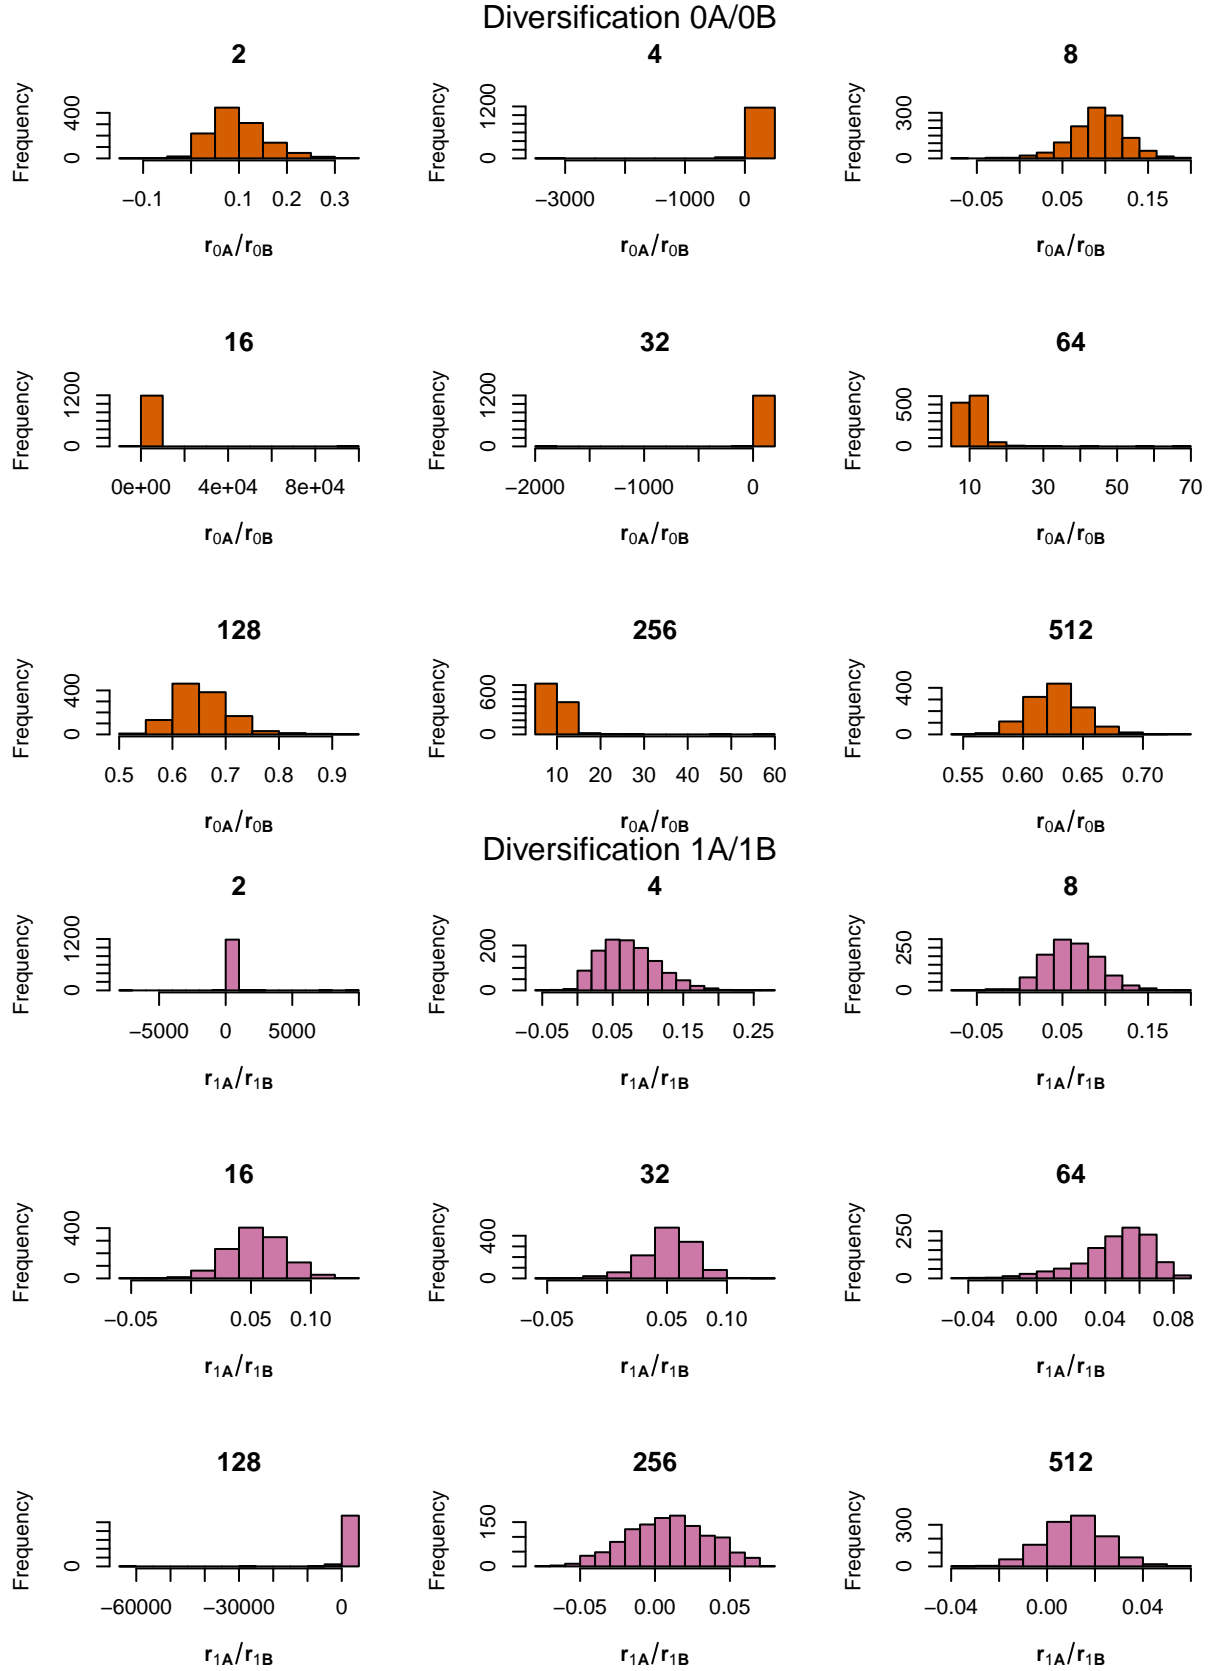 Diversification 0A/0B
2 4 8
Frequency 0 400 Frequency 0 1200 Frequency 0 300
−0.1 0.1 0.2 0.3 −3000 −1000 0 −0.05 0.05 0.15
r0A/r0B r0A/r0B r0A/r0B
16 32 64
Frequency 0 1200 Frequency 0 1200 Frequency 0 500
0e+00 4e+04 8e+04 −2000 −1000 0 10 30 50 70
r0A/r0B r0A/r0B r0A/r0B
128 256 512
Frequency 0 400 Frequency 0 600 Frequency 0 400
0.5 0.6 0.7 0.8 0.9 10 20 30 40 50 60 0.55 0.60 0.65 0.70
r0A/r0B r0A/r0B r0A/r0B
Diversification 1A/1B
2 4 8
Frequency 0 1200 Frequency 0 200 Frequency 0 250
−5000 0 5000 −0.05 0.05 0.15 0.25 −0.05 0.05 0.15
r1A/r1B r1A/r1B r1A/r1B
16 32 64
Frequency 0 400 Frequency 0 400 Frequency 0 250
−0.05 0.05 0.10 −0.05 0.05 0.10 −0.04 0.00 0.04 0.08
r1A/r1B r1A/r1B r1A/r1B
128 256 512
Frequency 0 Frequency 0 150 Frequency 0 300
−60000 −30000 0 −0.05 0.00 0.05 −0.04 0.00 0.04
r1A/r1B r1A/r1B r1A/r1B